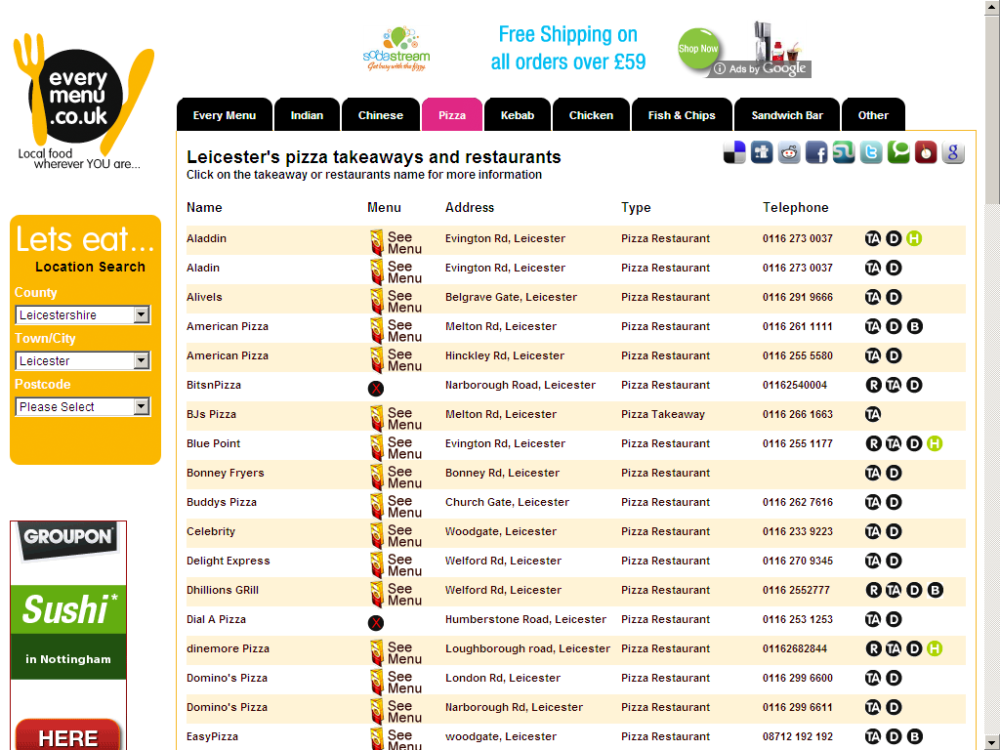 every
menu
.co.uk
Local food
wherever YOU are...
sodastream
Get busy with the fizzy
Free Shipping on
all orders over £59
Shop Now
Ads by Google
Every Menu Indian Chinese Pizza Kebab Chicken Fish & Chips Sandwich Bar Other
Leicester's pizza takeaways and restaurants
Click on the takeaway or restaurants name for more information
Lets eat...
Location Search
County
Leicestershire
Town/City
Leicester
Postcode
Please Select
Name Menu Address Type Telephone
Aladdin See Menu Evington Rd, Leicester Pizza Restaurant 0116 273 0037 TA D H
Aladin See Menu Evington Rd, Leicester Pizza Restaurant 0116 273 0037 TA D
Alivels See Menu Belgrave Gate, Leicester Pizza Restaurant 0116 291 9666 TA D
American Pizza See Menu Melton Rd, Leicester Pizza Restaurant 0116 261 1111 TA D B
American Pizza See Menu Hinckley Rd, Leicester Pizza Restaurant 0116 255 5580 TA D
BitsnPizza X Narborough Road, Leicester Pizza Restaurant 01162540004 R TA D
BJs Pizza See Menu Melton Rd, Leicester Pizza Takeaway 0116 266 1663 TA
Blue Point See Menu Evington Rd, Leicester Pizza Restaurant 0116 255 1177 R TA D H
Bonney Fryers See Menu Bonney Rd, Leicester Pizza Restaurant TA D
Buddys Pizza See Menu Church Gate, Leicester Pizza Restaurant 0116 262 7616 TA D
Celebrity See Menu Woodgate, Leicester Pizza Restaurant 0116 233 9223 TA D
Delight Express See Menu Welford Rd, Leicester Pizza Restaurant 0116 270 9345 TA D
Dhillions GRill See Menu Welford Rd, Leicester Pizza Restaurant 0116 2552777 R TA D B
Dial A Pizza X Humberstone Road, Leicester Pizza Restaurant 0116 253 1253 TA D
dinemore Pizza See Menu Loughborough road, Leicester Pizza Restaurant 01162682844 R TA D H
Domino's Pizza See Menu London Rd, Leicester Pizza Restaurant 0116 299 6600 TA D
Domino's Pizza See Menu Narborough Rd, Leicester Pizza Restaurant 0116 299 6611 TA D
EasyPizza See Menu woodgate, Leicester Pizza Restaurant 08712 192 192 TA D B
GROUPON
Sushi*
in Nottingham
HERE